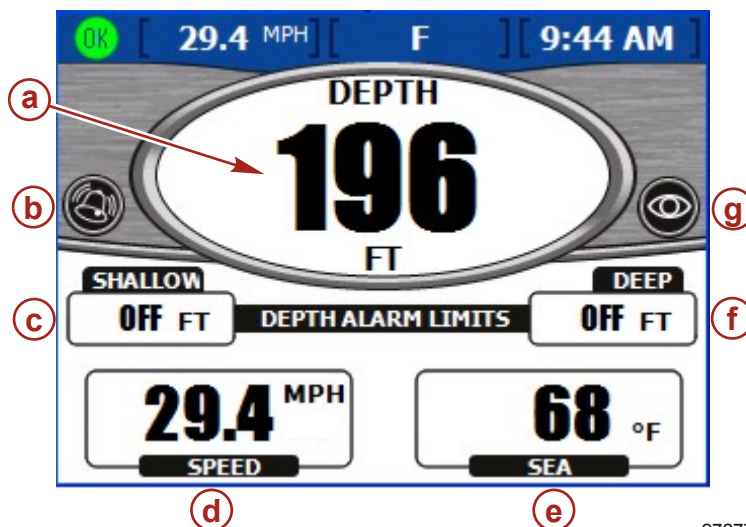 OK [ 29.4 MPH ] [ F ] [ 9:44 AM ]
a
DEPTH
196
FT
b
g
SHALLOW
DEEP
c
OFF FT
DEPTH ALARM LIMITS
OFF FT
f
29.4 MPH
68 °F
SPEED
SEA
d
e